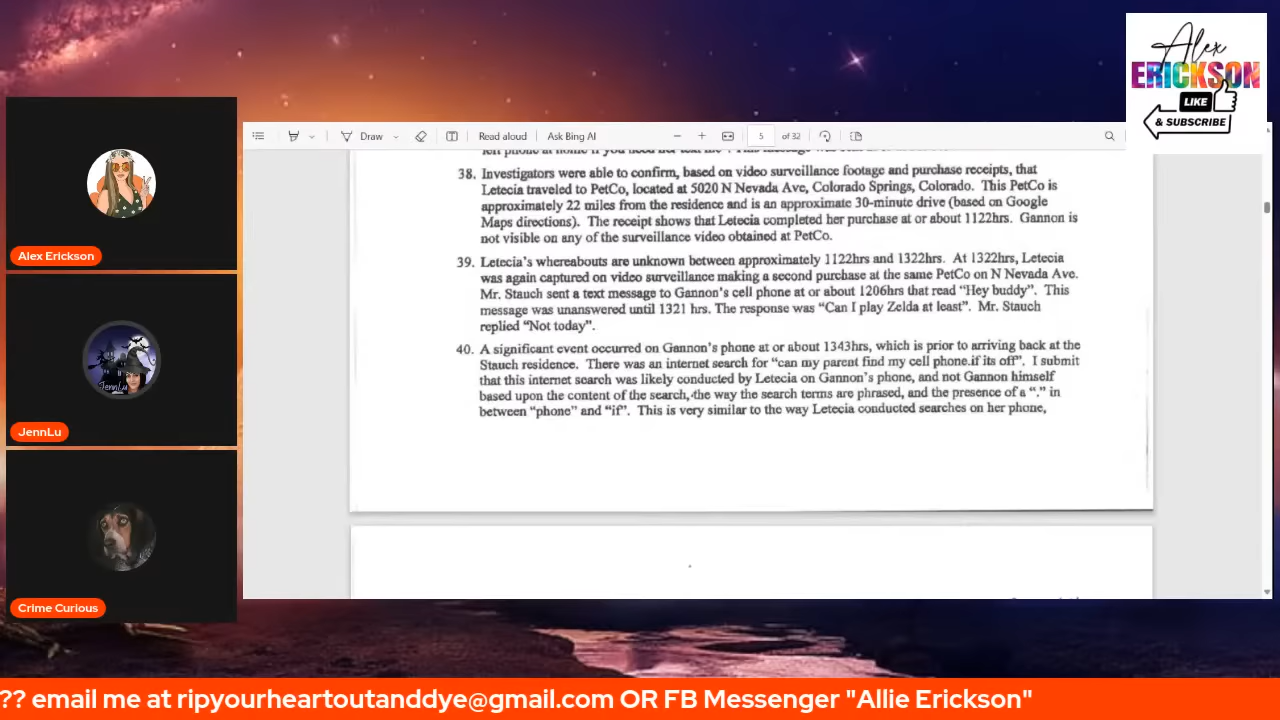 Alex
ERICKSON
LIKE
& SUBSCRIBE
Draw
Read aloud
Ask Bing AI
5
of 32
38. Investigators were able to confirm, based on video surveillance footage and purchase receipts, that
Letecia traveled to PetCo, located at 5020 N Nevada Ave, Colorado Springs, Colorado. This PetCo is
approximately 22 miles from the residence and is an approximate 30-minute drive (based on Google
Maps directions). The receipt shows that Letecia completed her purchase at or about 1122hrs. Gannon is
not visible on any of the surveillance video obtained at PetCo.
39. Letecia's whereabouts are unknown between approximately 1122hrs and 1322hrs. At 1322hrs, Letecia
was again captured on video surveillance making a second purchase at the same PetCo on N Nevada Ave.
Mr. Stauch sent a text message to Gannon's cell phone at or about 1206hrs that read "Hey buddy". This
message was unanswered until 1321 hrs. The response was "Can I play Zelda at least". Mr. Stauch
replied "Not today".
40. A significant event occurred on Gannon's phone at or about 1343hrs, which is prior to arriving back at the
Stauch residence. There was an internet search for "can my parent find my cell phone.if its off". I submit
that this internet search was likely conducted by Letecia on Gannon's phone, and not Gannon himself
based upon the content of the search, the way the search terms are phrased, and the presence of a "." in
between "phone" and "if". This is very similar to the way Letecia conducted searches on her phone,
Alex Erickson
JennLu
JennLu
Crime Curious
?? email me at ripyourheartoutanddye@gmail.com OR FB Messenger "Allie Erickson"